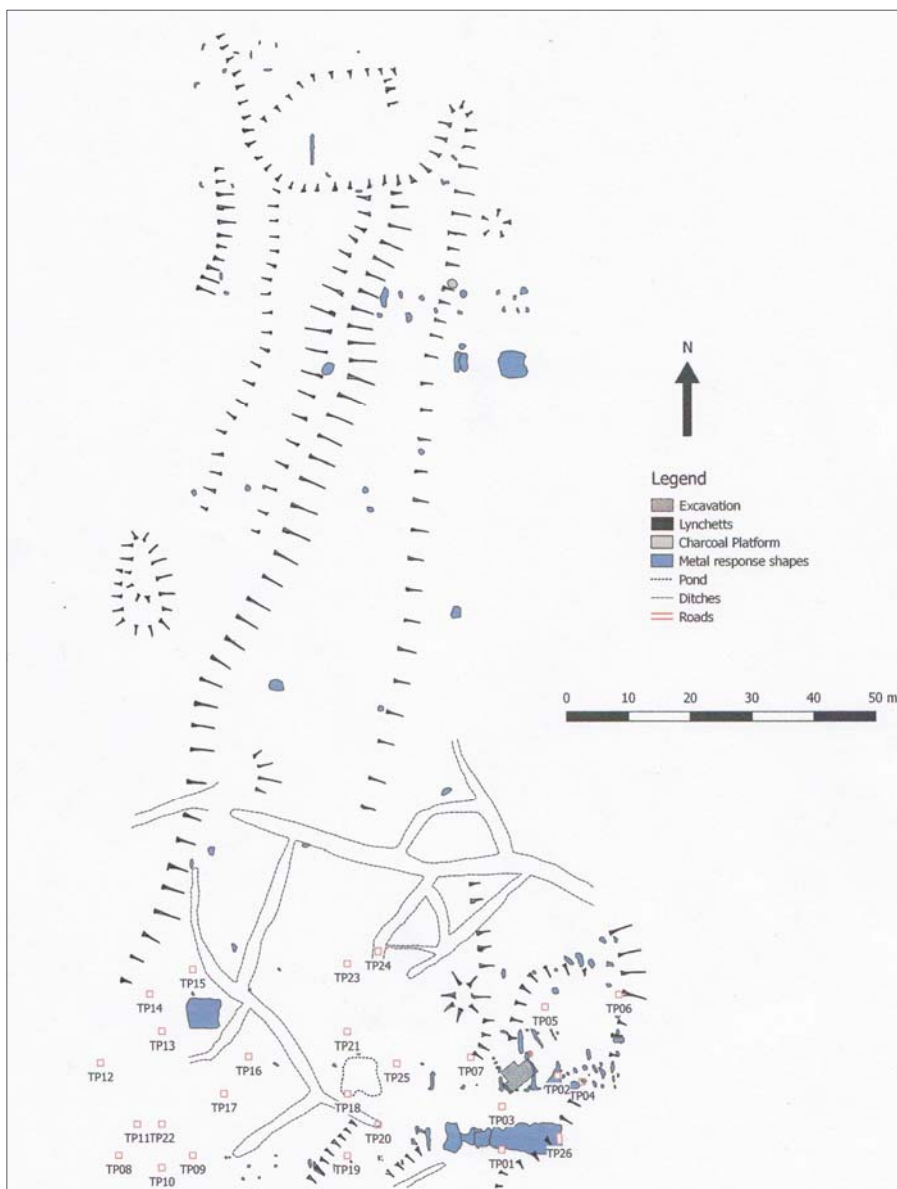 N
Legend
Excavation
Lynchetts
Charcoal Platform
Metal response shapes
Pond
Ditches
Roads
0 10 20 30 40 50 m
TP24
TP23
TP15
TP14
TP06
TP05
TP13
TP21
TP12
TP16
TP25
TP07
TP02
TP04
TP17
TP18
TP03
TP11
TP22
TP20
TP26
TP08
TP09
TP19
TP01
TP10